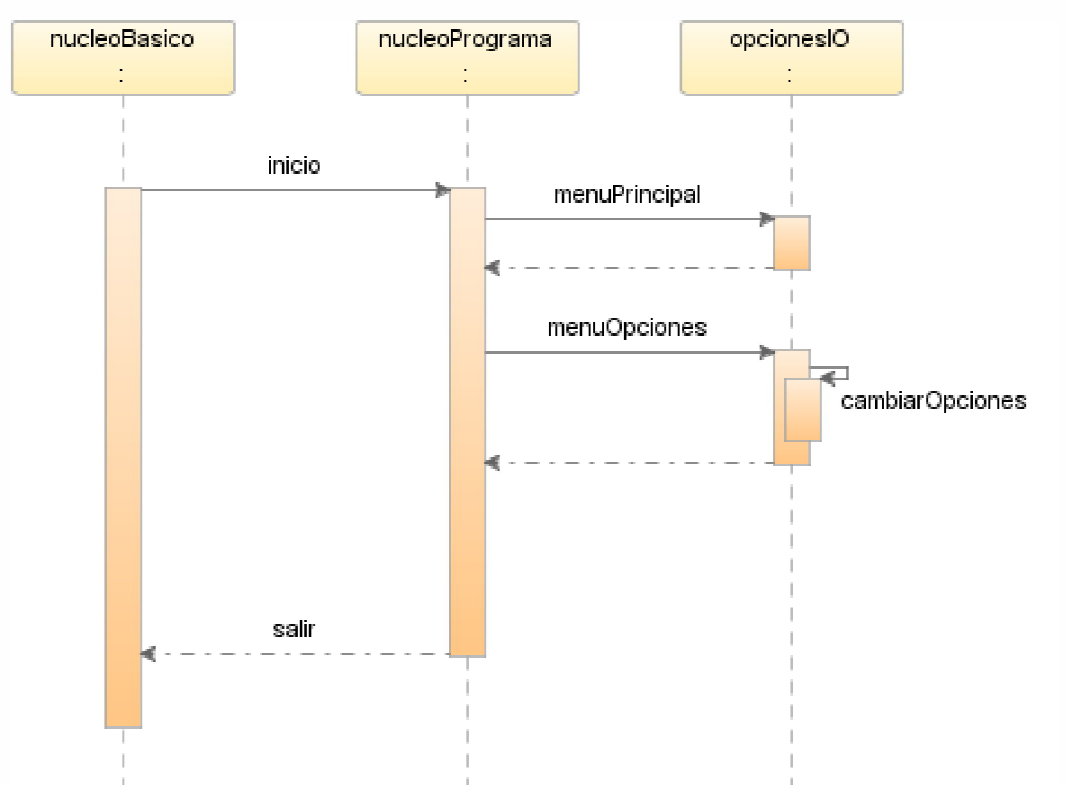 nucleoBasico
:
nucleoPrograma
:
opcionesIO
:
inicio
menuPrincipal
menuOpciones
cambiarOpciones
salir